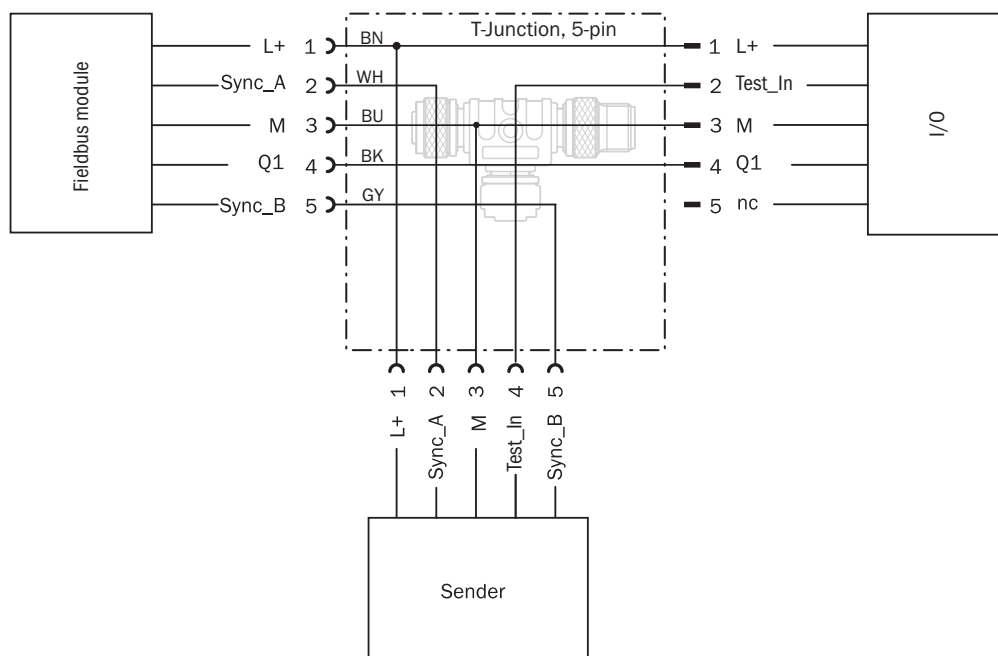 T-Junction, 5-pin
Fieldbus module
L+ 1 BN
Sync_A 2 WH
M 3 BU
Q1 4 BK
Sync_B 5 GY
1 L+
2 Test_In
3 M
4 Q1
5 nc
I/O
1 L+
2 Sync_A
3 M
4 Test_In
5 Sync_B
Sender